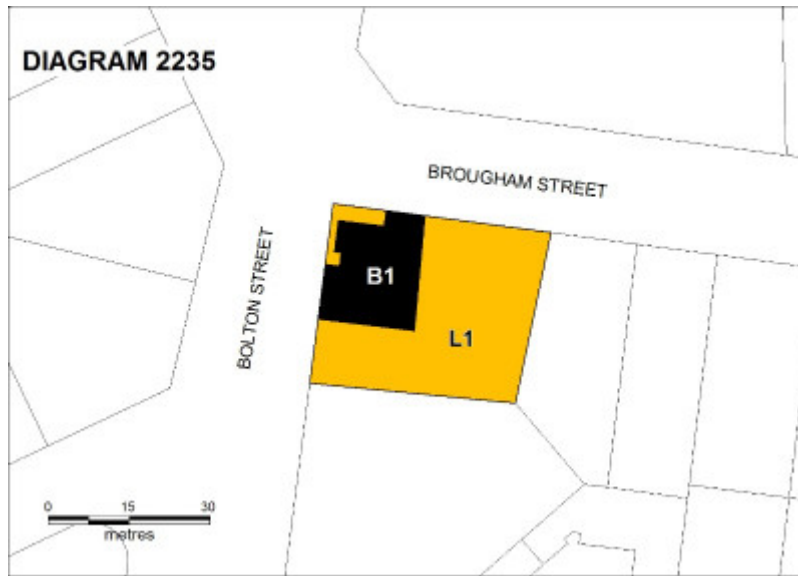 DIAGRAM 2235
BROUGHAM STREET
BOLTON STREET
B1
L1
0 15 30
metres